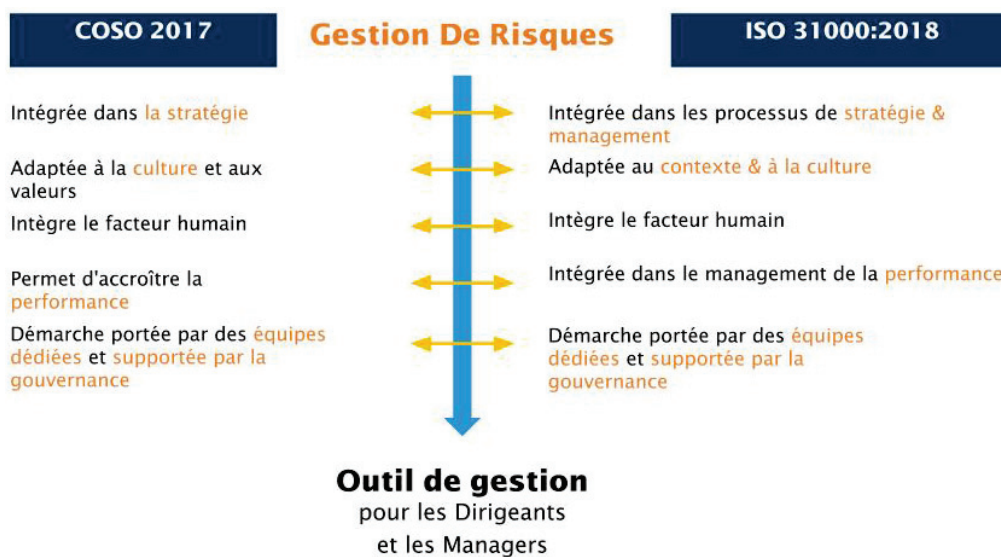 COSO 2017
Gestion De Risques
ISO 31000:2018
Intégrée dans la stratégie
Intégrée dans les processus de stratégie &
management
Adaptée à la culture et aux
valeurs
Adaptée au contexte & à la culture
Intègre le facteur humain
Intègre le facteur humain
Permet d'accroître la
performance
Intégrée dans le management de la performance
Démarche portée par des équipes
dédiées et supportée par la
gouvernance
Démarche portée par des équipes
dédiées et supportée par la
gouvernance
Outil de gestion
pour les Dirigeants
et les Managers